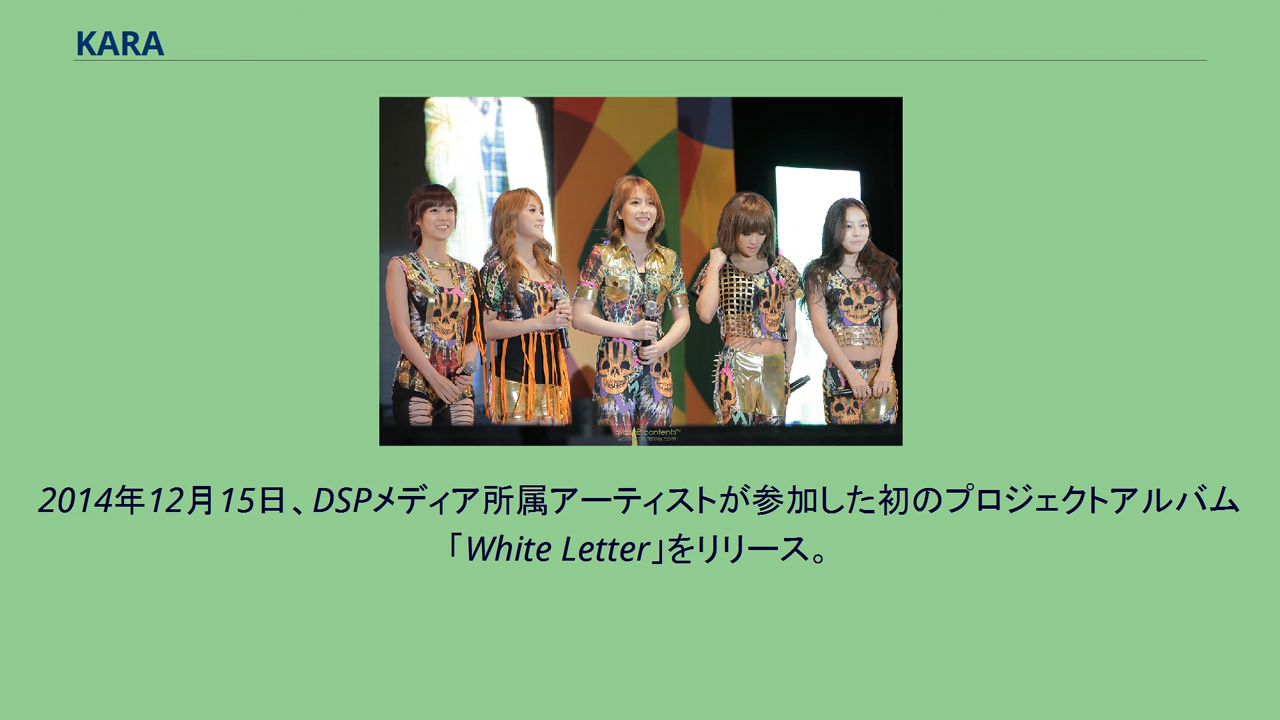 KARA
2014年12月15日、DSPメディア所属アーティストが参加した初のプロジェクトアルバム
「White Letter」をリリース。